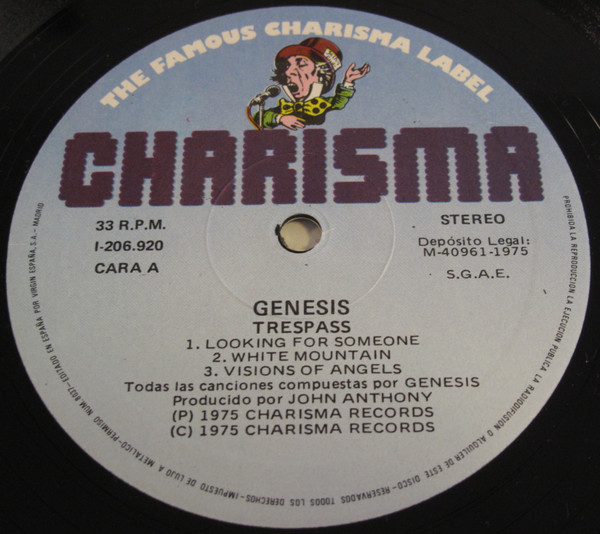 THE FAMOUS CHARISMA LABEL
CHARISMA
33 R.P.M.
I-206.920
CARA A
STEREO
Depósito Legal:
M-40961-1975
S.G.A.E.
GENESIS
TRESPASS
1. LOOKING FOR SOMEONE
2. WHITE MOUNTAIN
3. VISIONS OF ANGELS
Todas las canciones compuestas por GENESIS
Producido por JOHN ANTHONY
(P) 1975 CHARISMA RECORDS
(C) 1975 CHARISMA RECORDS
PROHIBIDA LA REPRODUCCION LA EJECUCION PUBLICA LA RADIODIFUSION O ALQUILER DE ESTE DISCO-RESERVADOS TODOS LOS DERECHOS-IMPUESTO DE LUJO A METALICO-PERMISO NUM. 8037-EDITADO EN ESPAÑA POR VIRGIN ESPAÑA, S.A.- MADRID